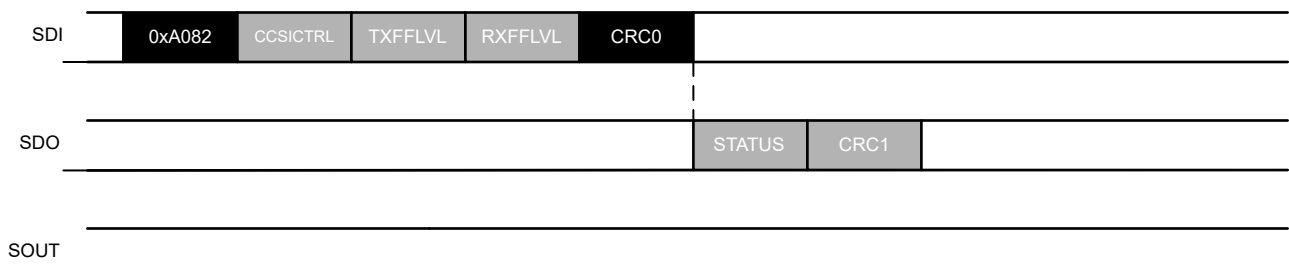 SDI 0xA082 CCSICTRL TXFFLVL RXFFLVL CRC0
SDO STATUS CRC1
SOUT